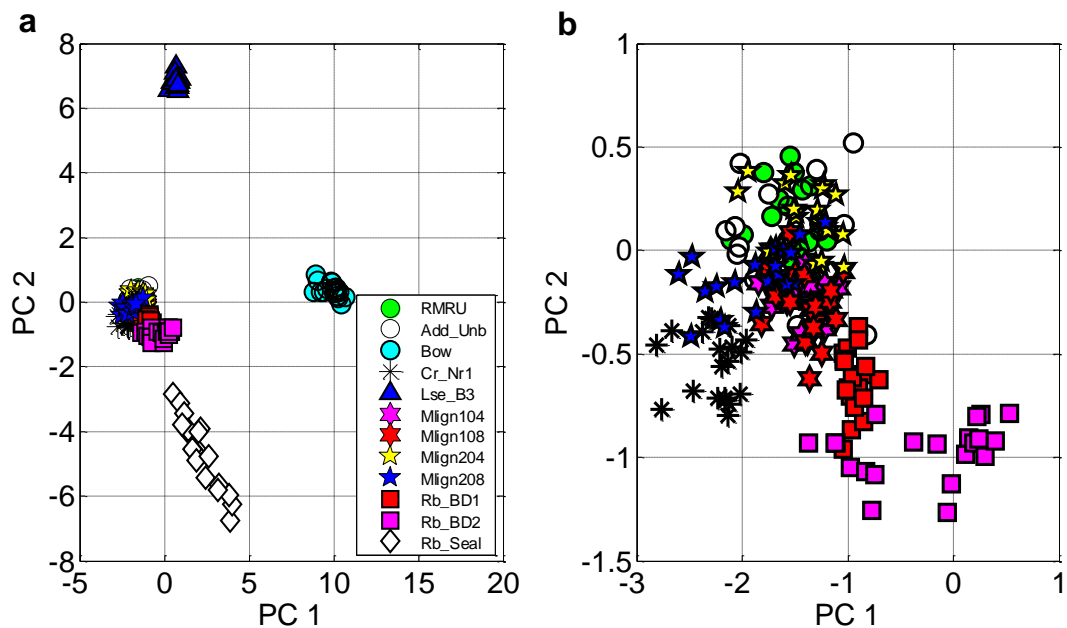 a
8
6
4
2
0
-2
-4
-6
-8
-5
0
5
10
15
20
PC 1
PC 2
RMRU
Add_Unb
Bow
Cr_Nr1
Lse_B3
Mlign104
Mlign108
Mlign204
Mlign208
Rb_BD1
Rb_BD2
Rb_Seal
b
1
0.5
0
-0.5
-1
-1.5
-3
-2
-1
0
1
PC 1
PC 2